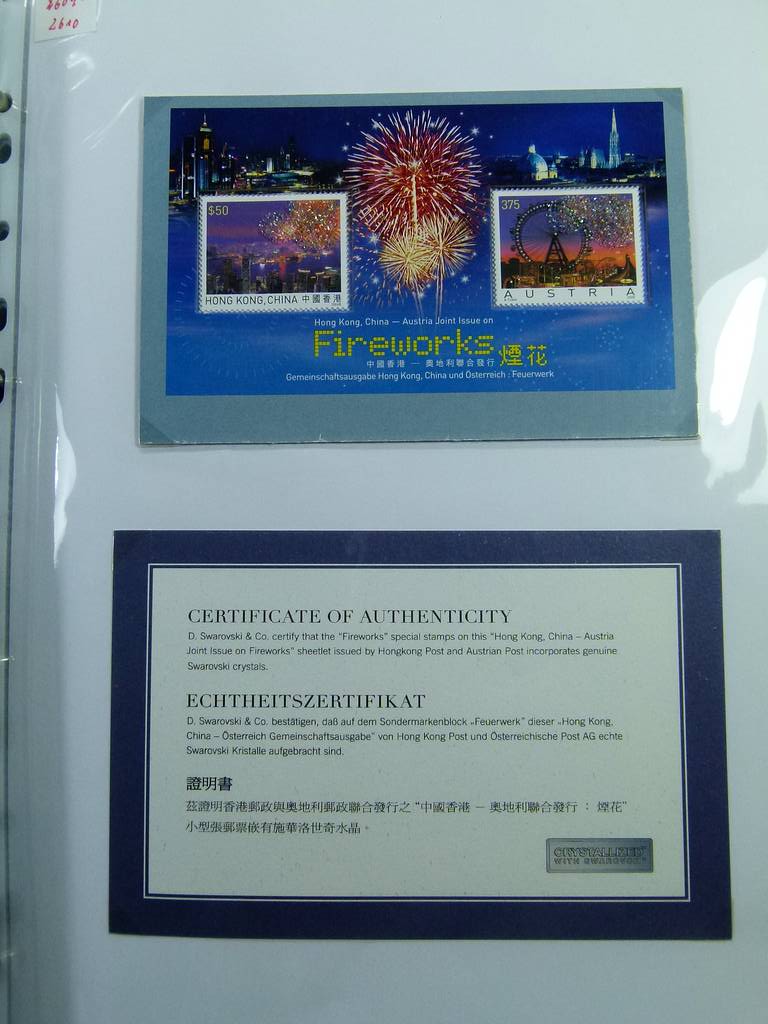 2610
$50
HONG KONG, CHINA 中國香港
375
AUSTRIA
Hong Kong, China — Austria Joint Issue on
Fireworks 煙花
中國香港 — 奧地利聯合發行
Gemeinschaftsausgabe Hong Kong, China und Österreich : Feuerwerk
CERTIFICATE OF AUTHENTICITY
D. Swarovski & Co. certify that the "Fireworks" special stamps on this "Hong Kong, China – Austria
Joint Issue on Fireworks" sheetlet issued by Hongkong Post and Austrian Post incorporates genuine
Swarovski crystals.
ECHTHEITSZERTIFIKAT
D. Swarovski & Co. bestätigen, daß auf dem Sondermarkenblock „Feuerwerk" dieser „Hong Kong,
China – Österreich Gemeinschaftsausgabe" von Hong Kong Post und Österreichische Post AG echte
Swarovski Kristalle aufgebracht sind.
證明書
茲證明香港郵政與奧地利郵政聯合發行之"中國香港 — 奧地利聯合發行 : 煙花"
小型張郵票嵌有施華洛世奇水晶。
CRYSTALLIZED™
WITH SWAROVSKI®